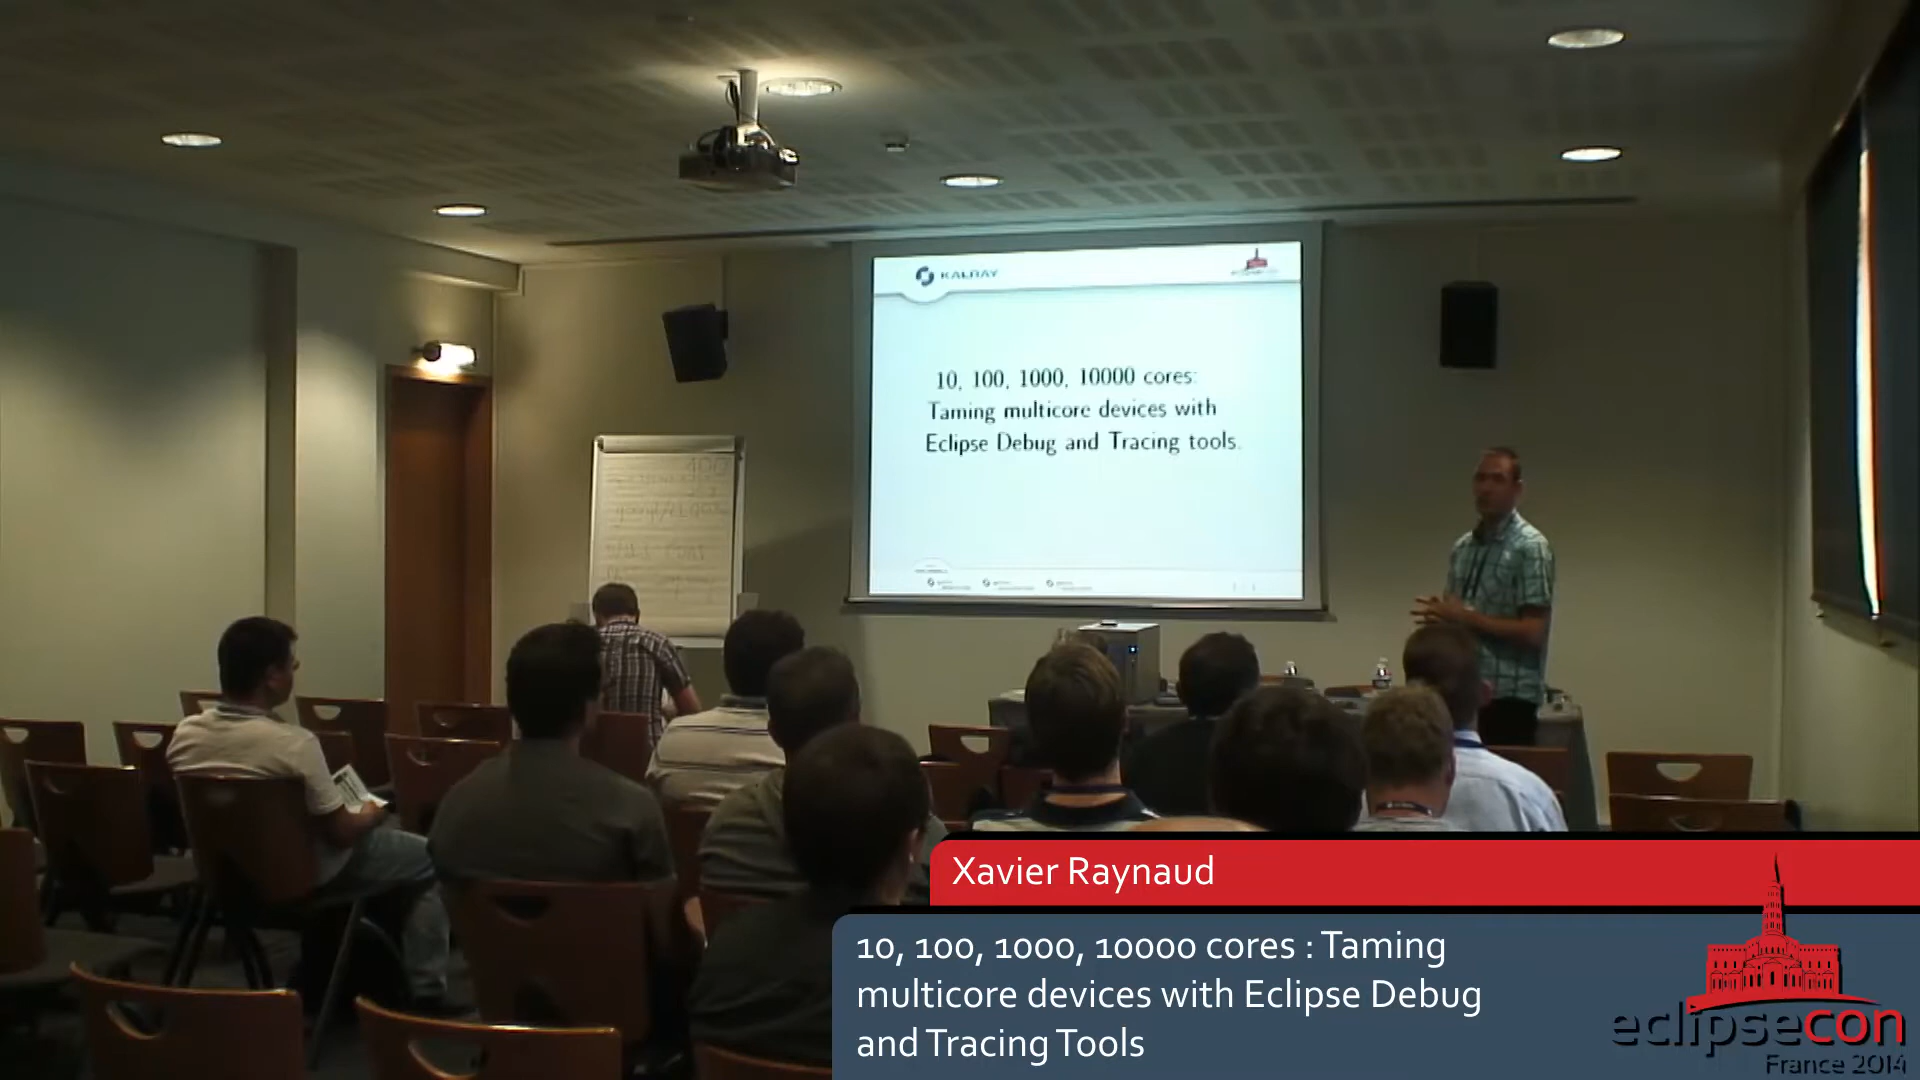 KALRAY
10, 100, 1000, 10000 cores:
Taming multicore devices with
Eclipse Debug and Tracing tools.
Xavier Raynaud
10, 100, 1000, 10000 cores : Taming
multicore devices with Eclipse Debug
and Tracing Tools
eclipsecon
France 2014